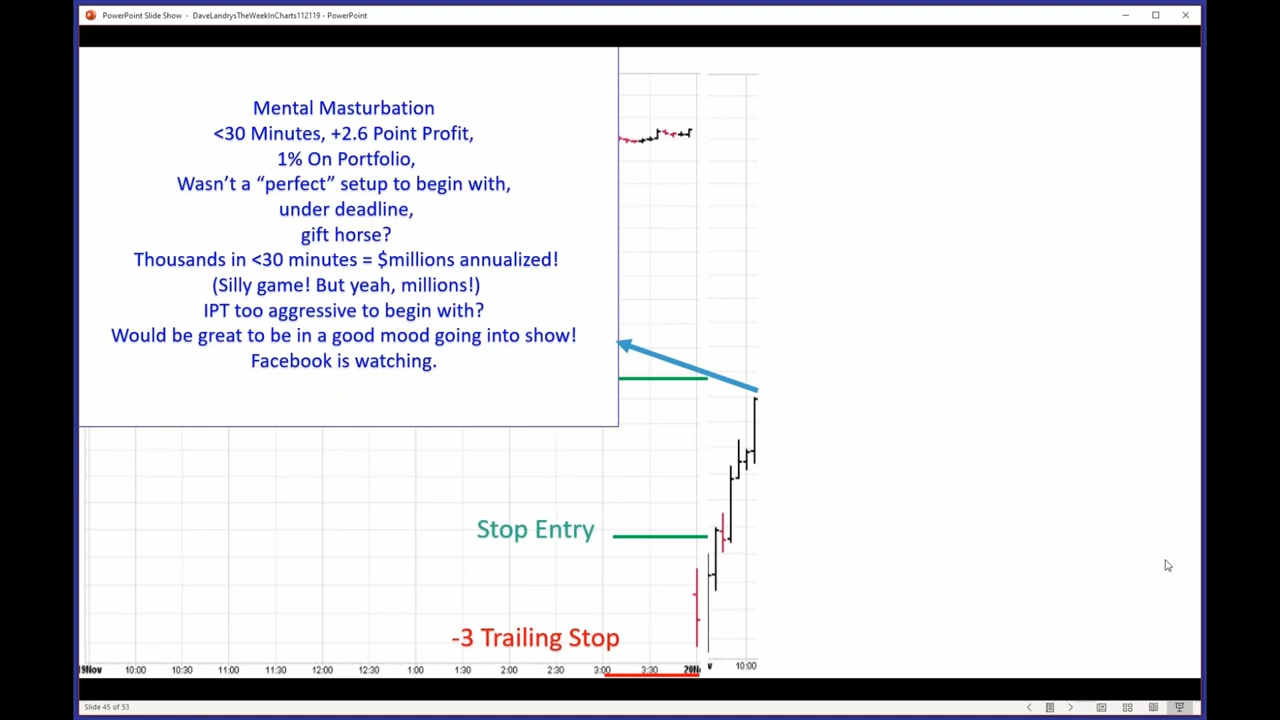 PowerPoint Slide Show - DaveLandrysTheWeekInCharts112119 - PowerPoint
Mental Masturbation
<30 Minutes, +2.6 Point Profit,
1% On Portfolio,
Wasn’t a “perfect” setup to begin with,
under deadline,
gift horse?
Thousands in <30 minutes = $millions annualized!
(Silly game! But yeah, millions!)
IPT too aggressive to begin with?
Would be great to be in a good mood going into show!
Facebook is watching.
Stop Entry
-3 Trailing Stop
19Nov 10:00 10:30 11:00 11:30 12:00 12:30 1:00 1:30 2:00 2:30 3:00 3:30 20N v 10:00
Slide 45 of 53